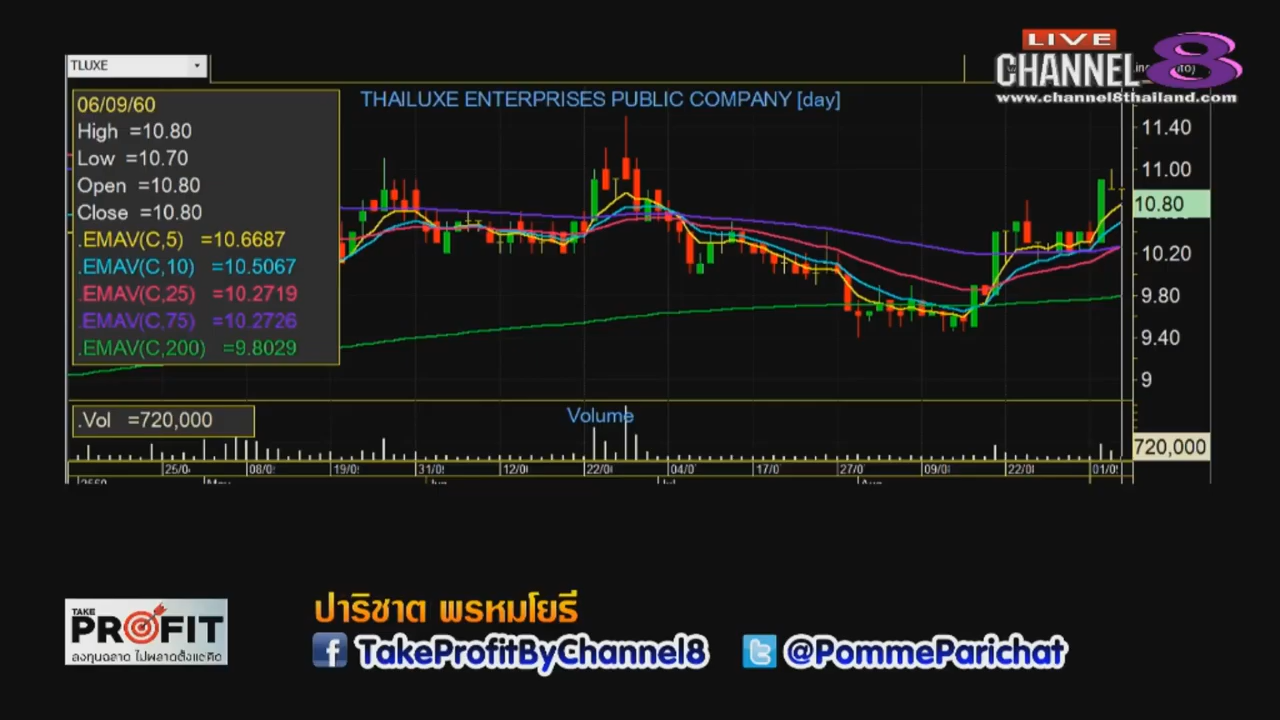 LIVE
CHANNEL 8
www.channel8thailand.com
TLUXE
THAILUXE ENTERPRISES PUBLIC COMPANY [day]
06/09/60
High =10.80
Low =10.70
Open =10.80
Close =10.80
.EMAV(C,5) =10.6687
.EMAV(C,10) =10.5067
.EMAV(C,25) =10.2719
.EMAV(C,75) =10.2726
.EMAV(C,200) =9.8029
11.40
11.00
10.80
10.20
9.80
9.40
9
.Vol =720,000
Volume
720,000
25/0 08/0 19/0 31/0 12/0 22/0 04/0 17/0 27/0 09/0 22/0 01/0
TAKE
PROFIT
ลงทุนฉลาด ไม่พลาดตั้งแต่คิด
ปาริชาต พรหมโยธี
TakeProfitByChannel8
@PommeParichat